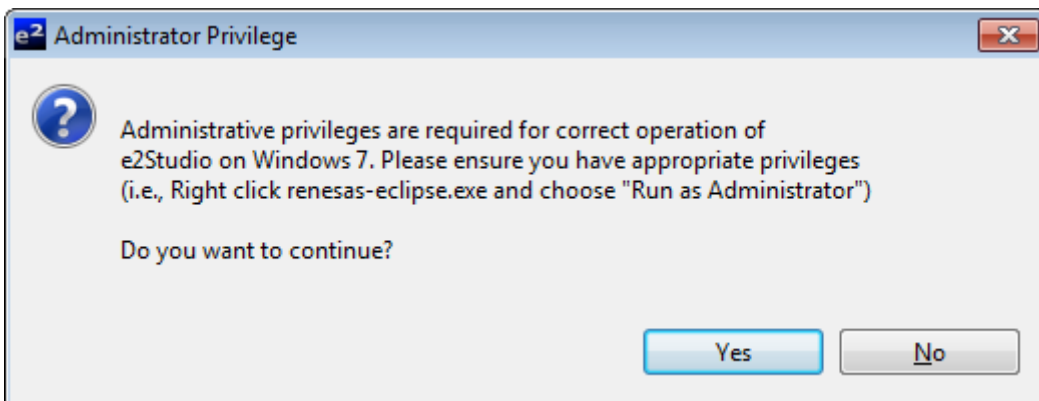 e² Administrator Privilege
?
Administrative privileges are required for correct operation of
e2Studio on Windows 7. Please ensure you have appropriate privileges
(i.e., Right click renesas-eclipse.exe and choose "Run as Administrator")
Do you want to continue?
Yes No